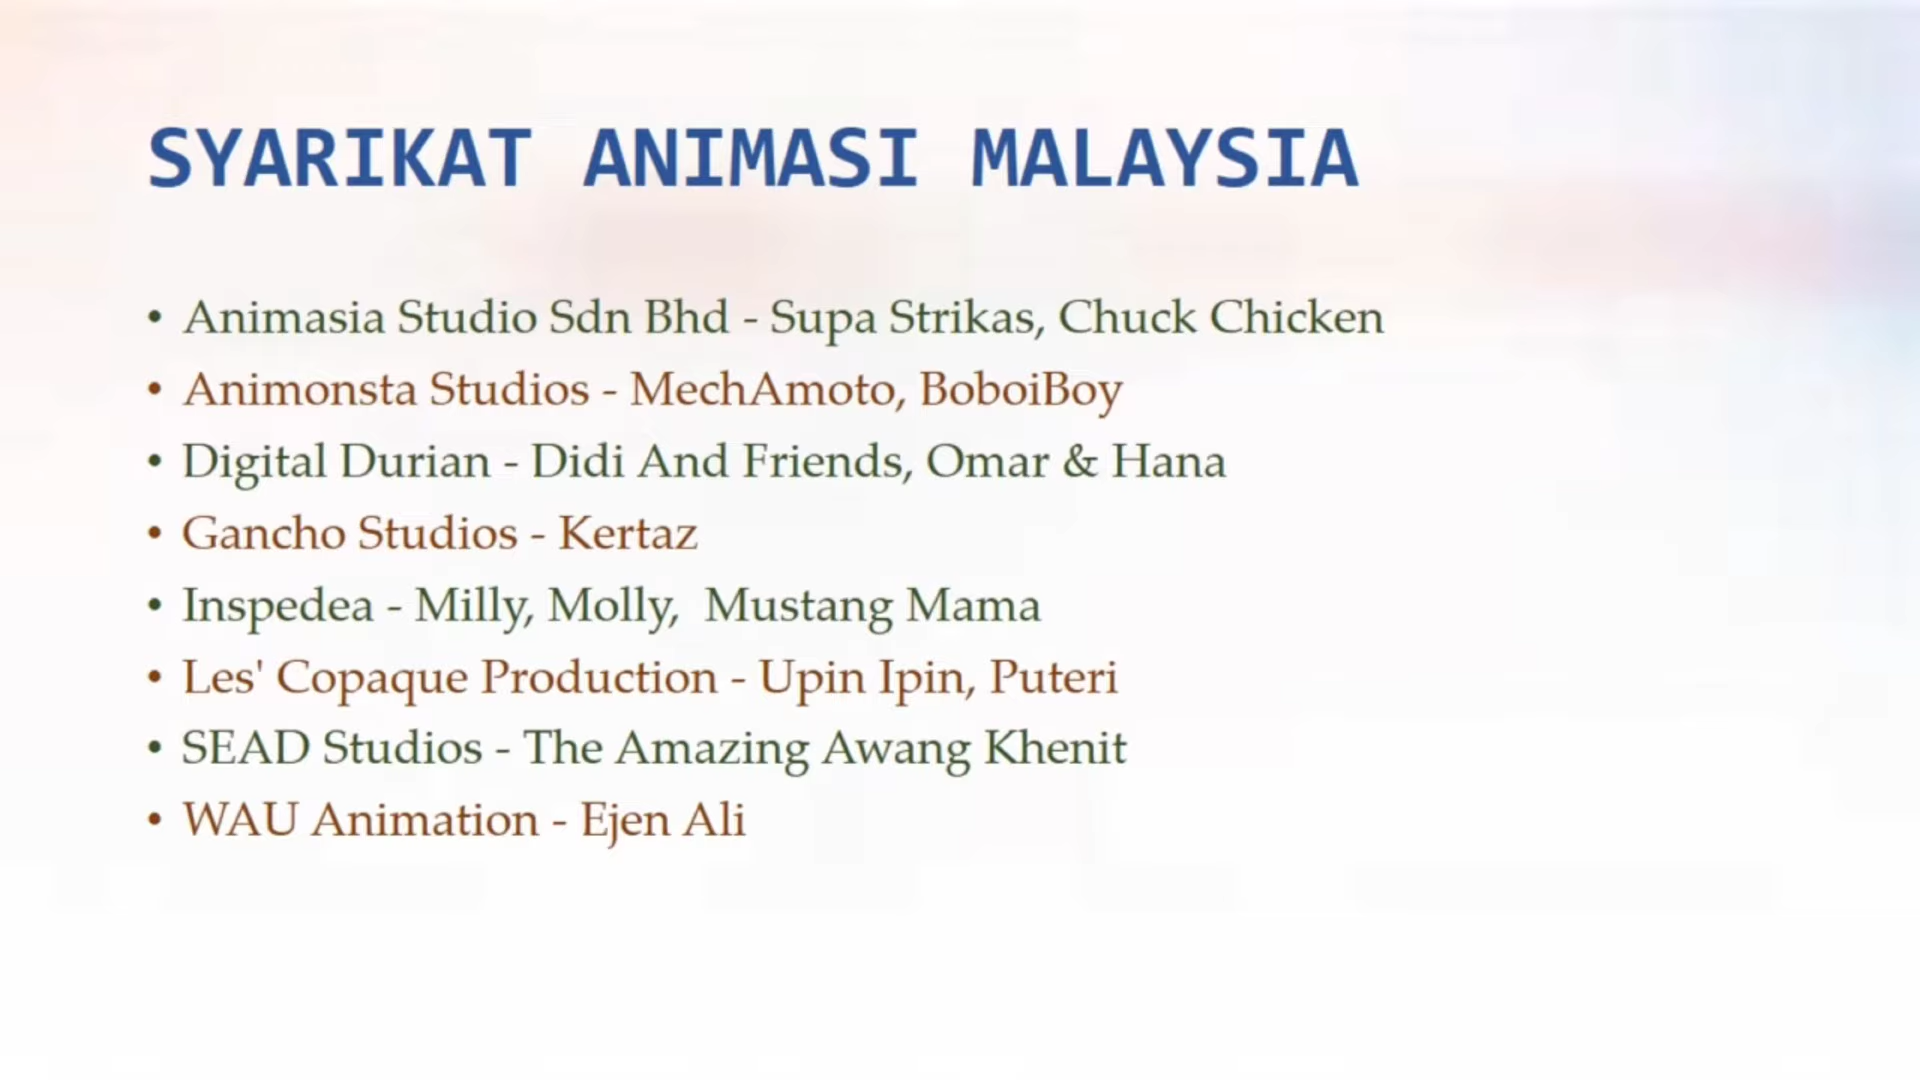 SYARIKAT ANIMASI MALAYSIA
• Animasia Studio Sdn Bhd - Supa Strikas, Chuck Chicken
• Animonsta Studios - MechAmoto, BoboiBoy
• Digital Durian - Didi And Friends, Omar & Hana
• Gancho Studios - Kertaz
• Inspedea - Milly, Molly,  Mustang Mama
• Les' Copaque Production - Upin Ipin, Puteri
• SEAD Studios - The Amazing Awang Khenit
• WAU Animation - Ejen Ali